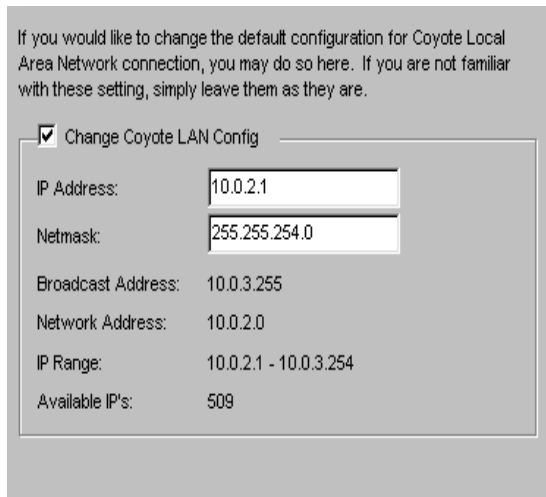 If you would like to change the default configuration for Coyote Local
Area Network connection, you may do so here. If you are not familiar
with these setting, simply leave them as they are.
Change Coyote LAN Config
IP Address: 10.0.2.1
Netmask: 255.255.254.0
Broadcast Address: 10.0.3.255
Network Address: 10.0.2.0
IP Range: 10.0.2.1 - 10.0.3.254
Available IP's: 509